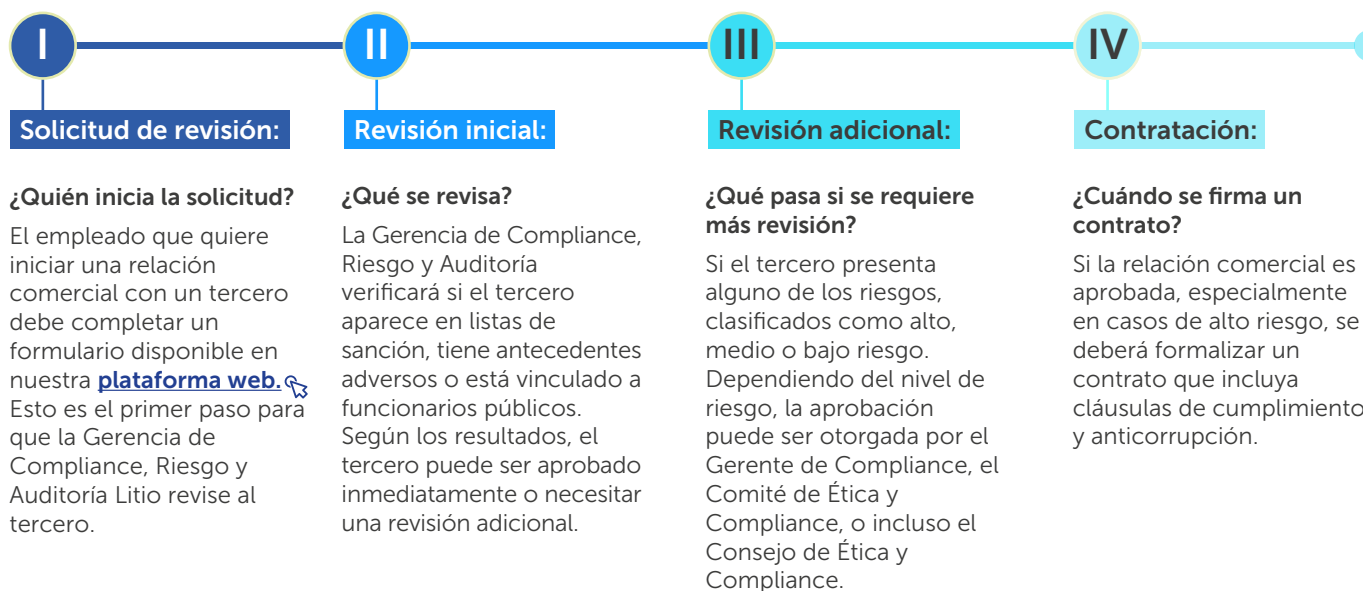 I
II
III
IV
Solicitud de revisión:
¿Quién inicia la solicitud?
El empleado que quiere
iniciar una relación
comercial con un tercero
debe completar un
formulario disponible en
nuestra plataforma web.
Esto es el primer paso para
que la Gerencia de
Compliance, Riesgo y
Auditoría Litio revise al
tercero.
Revisión inicial:
¿Qué se revisa?
La Gerencia de Compliance,
Riesgo y Auditoría
verificará si el tercero
aparece en listas de
sanción, tiene antecedentes
adversos o está vinculado a
funcionarios públicos.
Según los resultados, el
tercero puede ser aprobado
inmediatamente o necesitar
una revisión adicional.
Revisión adicional:
¿Qué pasa si se requiere
más revisión?
Si el tercero presenta
alguno de los riesgos,
clasificados como alto,
medio o bajo riesgo.
Dependiendo del nivel de
riesgo, la aprobación
puede ser otorgada por el
Gerente de Compliance, el
Comité de Ética y
Compliance, o incluso el
Consejo de Ética y
Compliance.
Contratación:
¿Cuándo se firma un
contrato?
Si la relación comercial es
aprobada, especialmente
en casos de alto riesgo, se
deberá formalizar un
contrato que incluya
cláusulas de cumplimiento
y anticorrupción.